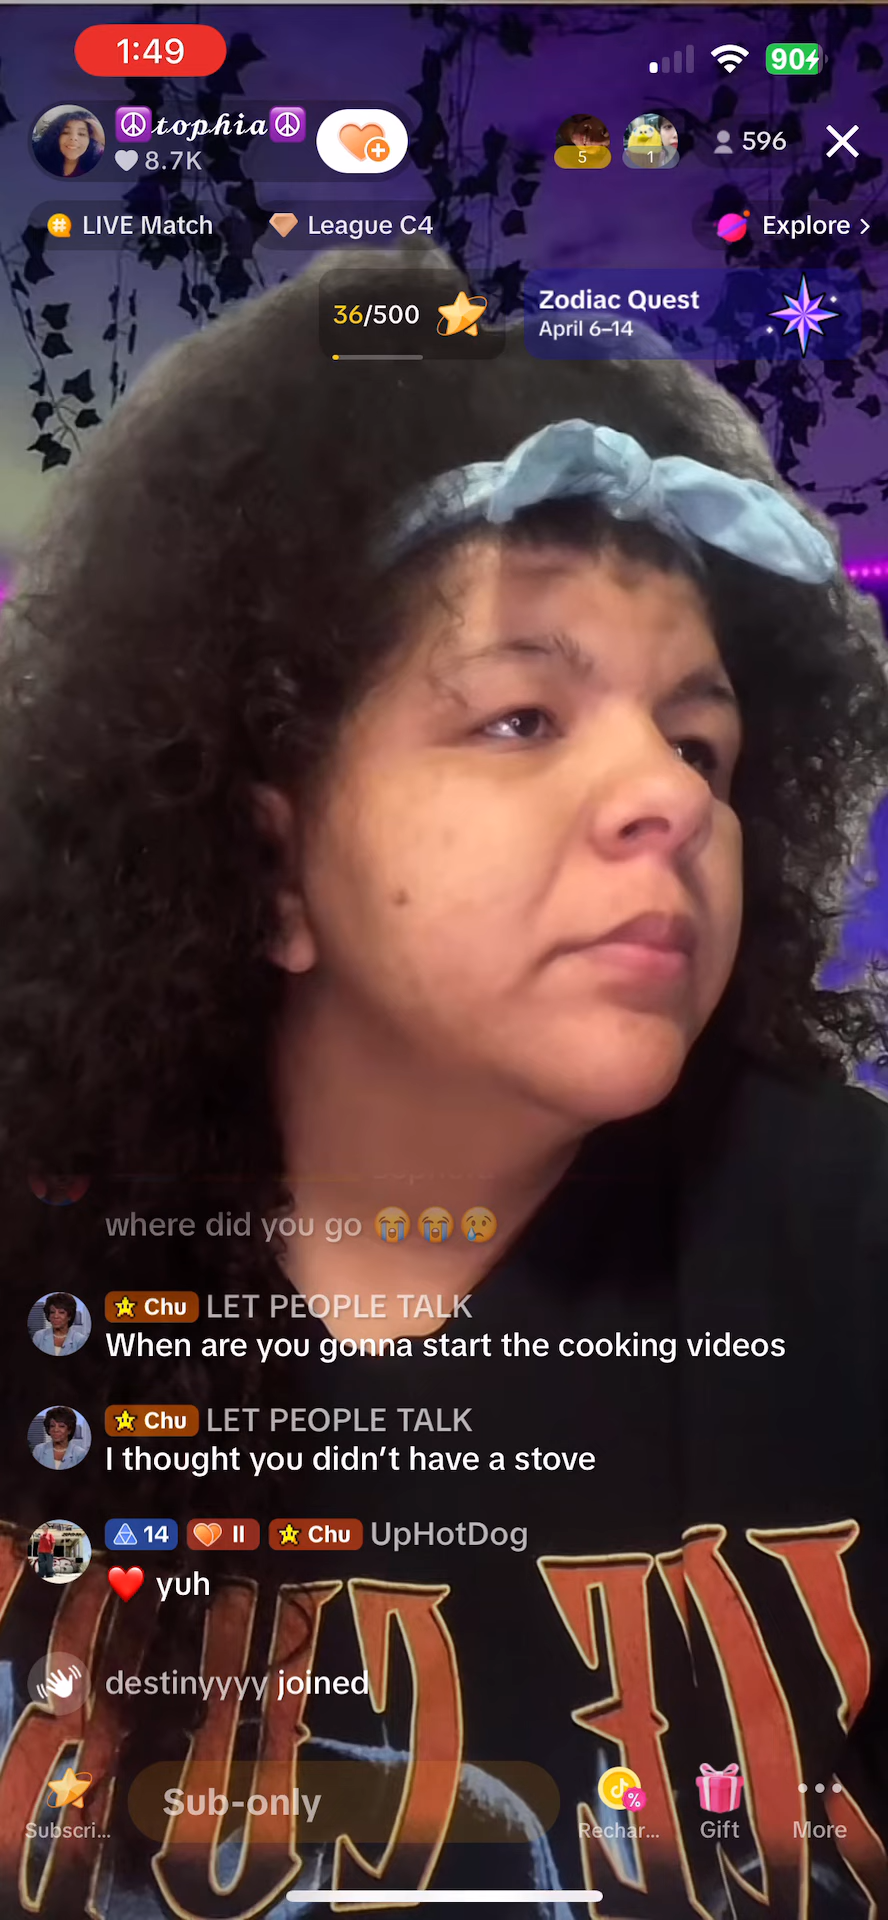 1:49
90
☮️𝓽𝓸𝓹𝓱𝓲𝓪☮️
8.7K
5
1
596
LIVE Match
League C4
Explore >
36/500
Zodiac Quest
April 6–14
where did you go 😭😭😢
Chu LET PEOPLE TALK
When are you gonna start the cooking videos
Chu LET PEOPLE TALK
I thought you didn't have a stove
14 II Chu UpHotDog
❤️ yuh
destinyyyy joined
Sub-only
Subscri...
Rechar...
Gift
More